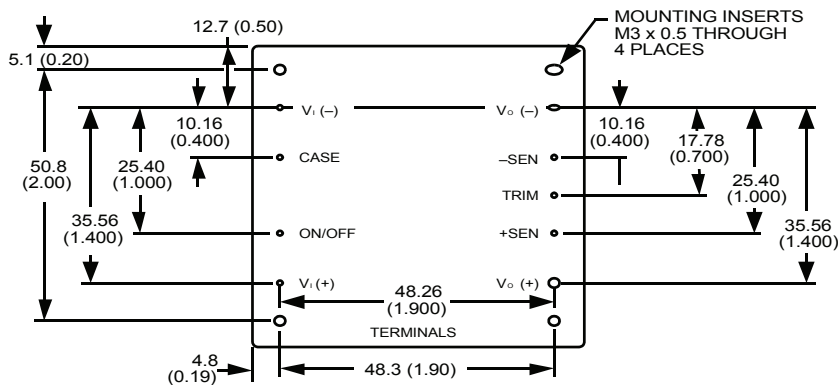 12.7 (0.50)
5.1 (0.20)
MOUNTING INSERTS
M3 x 0.5 THROUGH
4 PLACES
VI (–)
VO (–)
10.16
(0.400)
CASE
–SEN
10.16
(0.400)
17.78
(0.700)
50.8
(2.00)
25.40
(1.000)
TRIM
25.40
(1.000)
35.56
(1.400)
ON/OFF
+SEN
35.56
(1.400)
VI (+)
VO (+)
48.26
(1.900)
TERMINALS
4.8
(0.19)
48.3 (1.90)